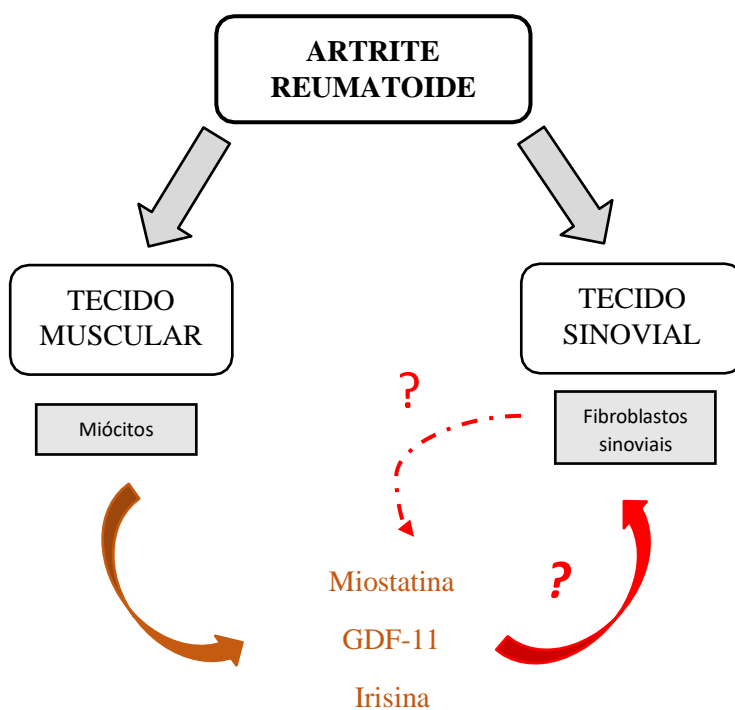 ARTRITE
REUMATOIDE
TECIDO
MUSCULAR
TECIDO
SINOVIAL
?
Miócitos
Fibroblastos
sinoviais
Miostatina
?
GDF-11
Irisina